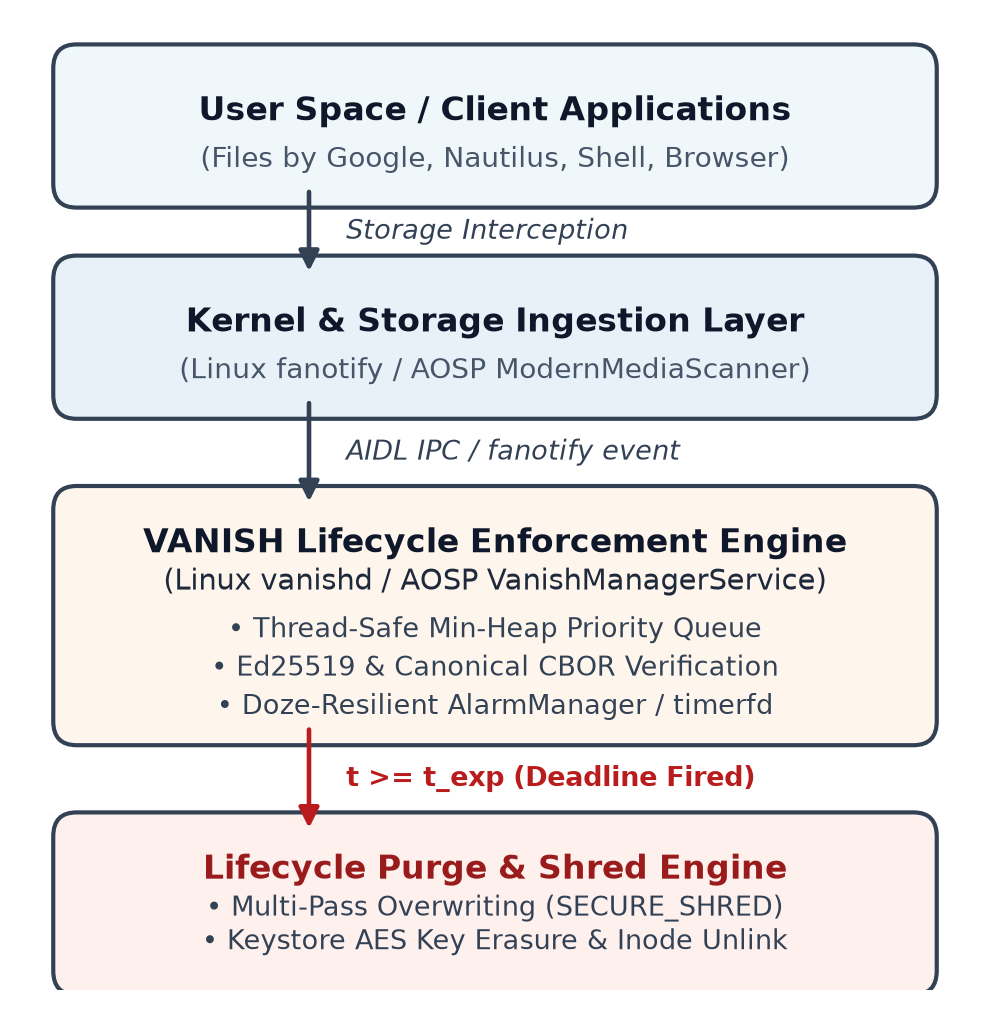 User Space / Client Applications
(Files by Google, Nautilus, Shell, Browser)
Storage Interception
Kernel & Storage Ingestion Layer
(Linux fanotify / AOSP ModernMediaScanner)
AIDL IPC / fanotify event
VANISH Lifecycle Enforcement Engine
(Linux vanishd / AOSP VanishManagerService)
• Thread-Safe Min-Heap Priority Queue
• Ed25519 & Canonical CBOR Verification
• Doze-Resilient AlarmManager / timerfd
t >= t_exp (Deadline Fired)
Lifecycle Purge & Shred Engine
• Multi-Pass Overwriting (SECURE_SHRED)
• Keystore AES Key Erasure & Inode Unlink